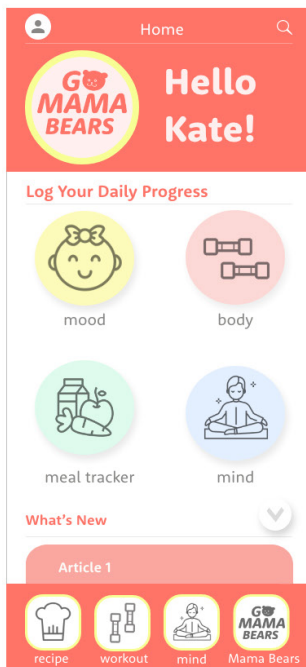 Home
GO
MAMA
BEARS
Hello
Kate!
Log Your Daily Progress
mood
body
meal tracker
mind
What's New
Article 1
GO
MAMA
BEARS
recipe
workout
mind
Mama Bears